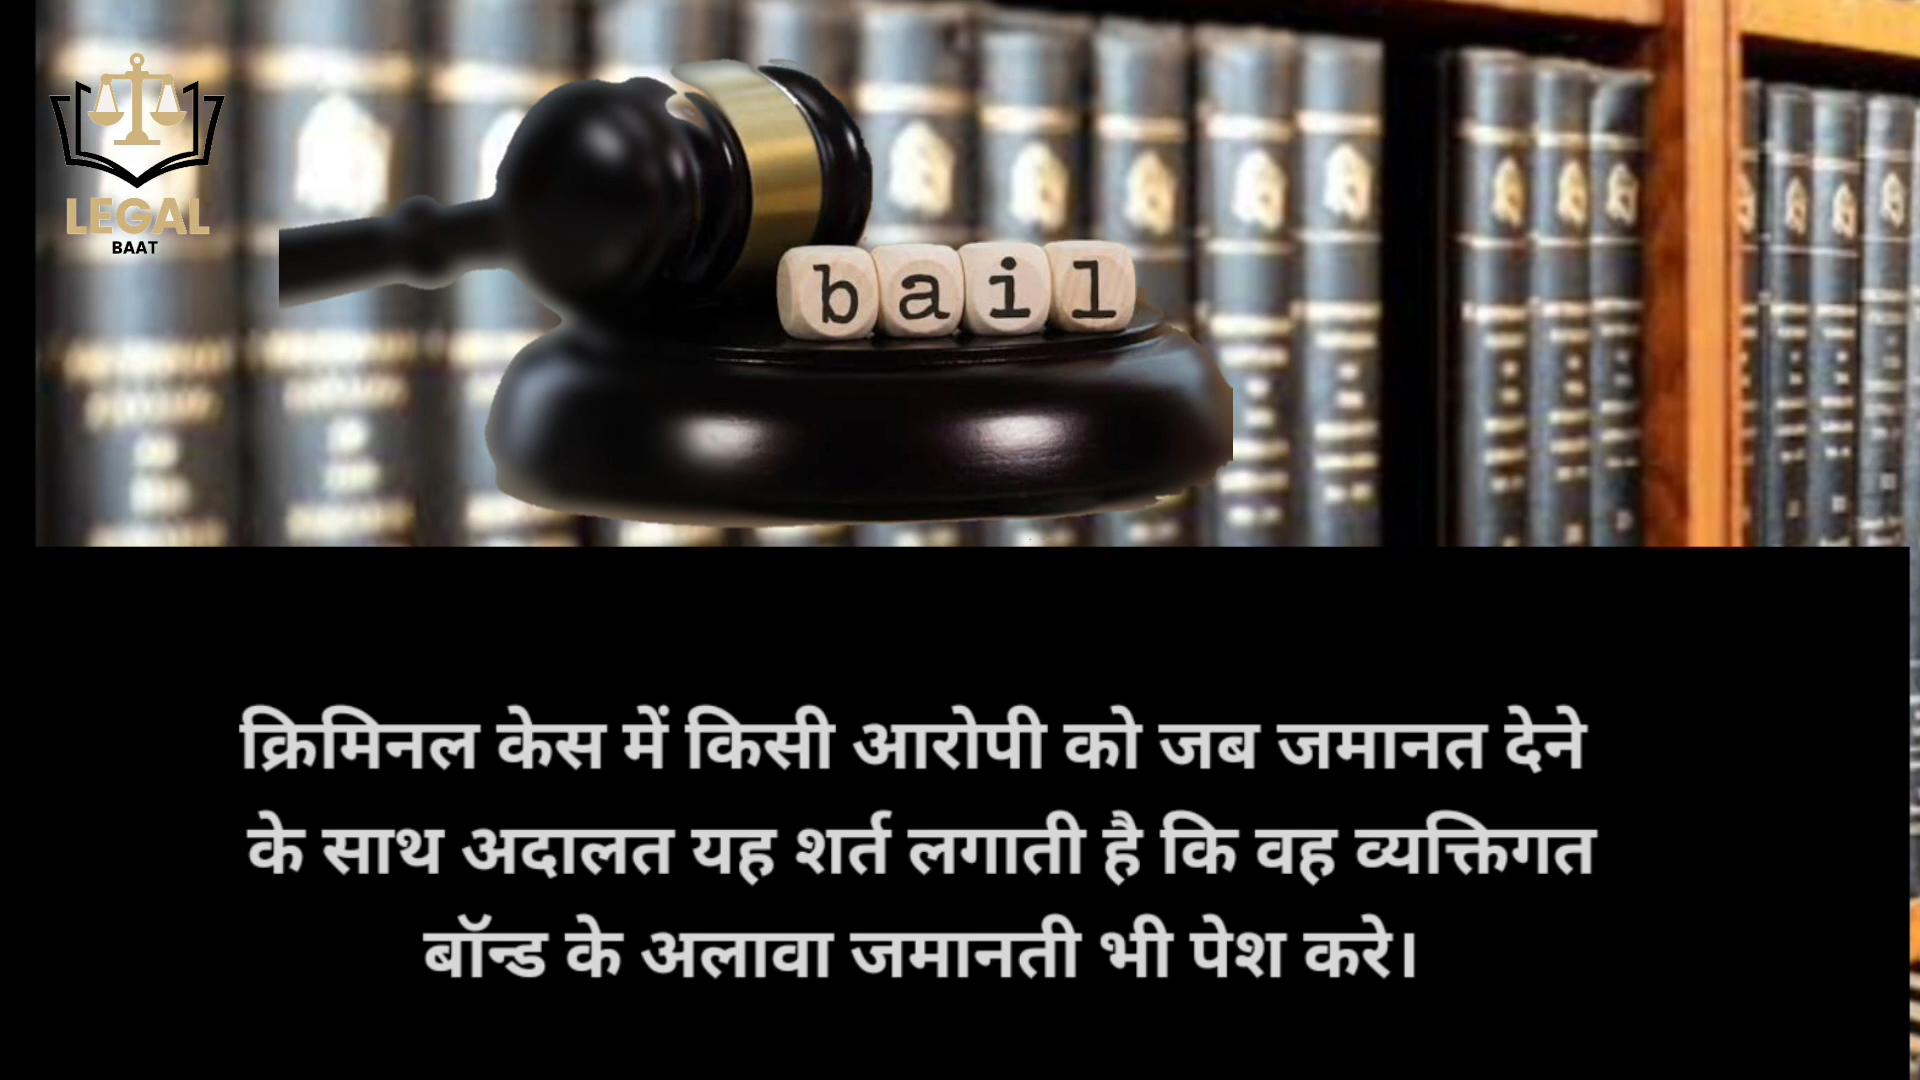 LEGAL
BAAT
bail
क्रिमिनल केस में किसी आरोपी को जब जमानत देने
के साथ अदालत यह शर्त लगाती है कि वह व्यक्तिगत
बॉन्ड के अलावा जमानती भी पेश करे।